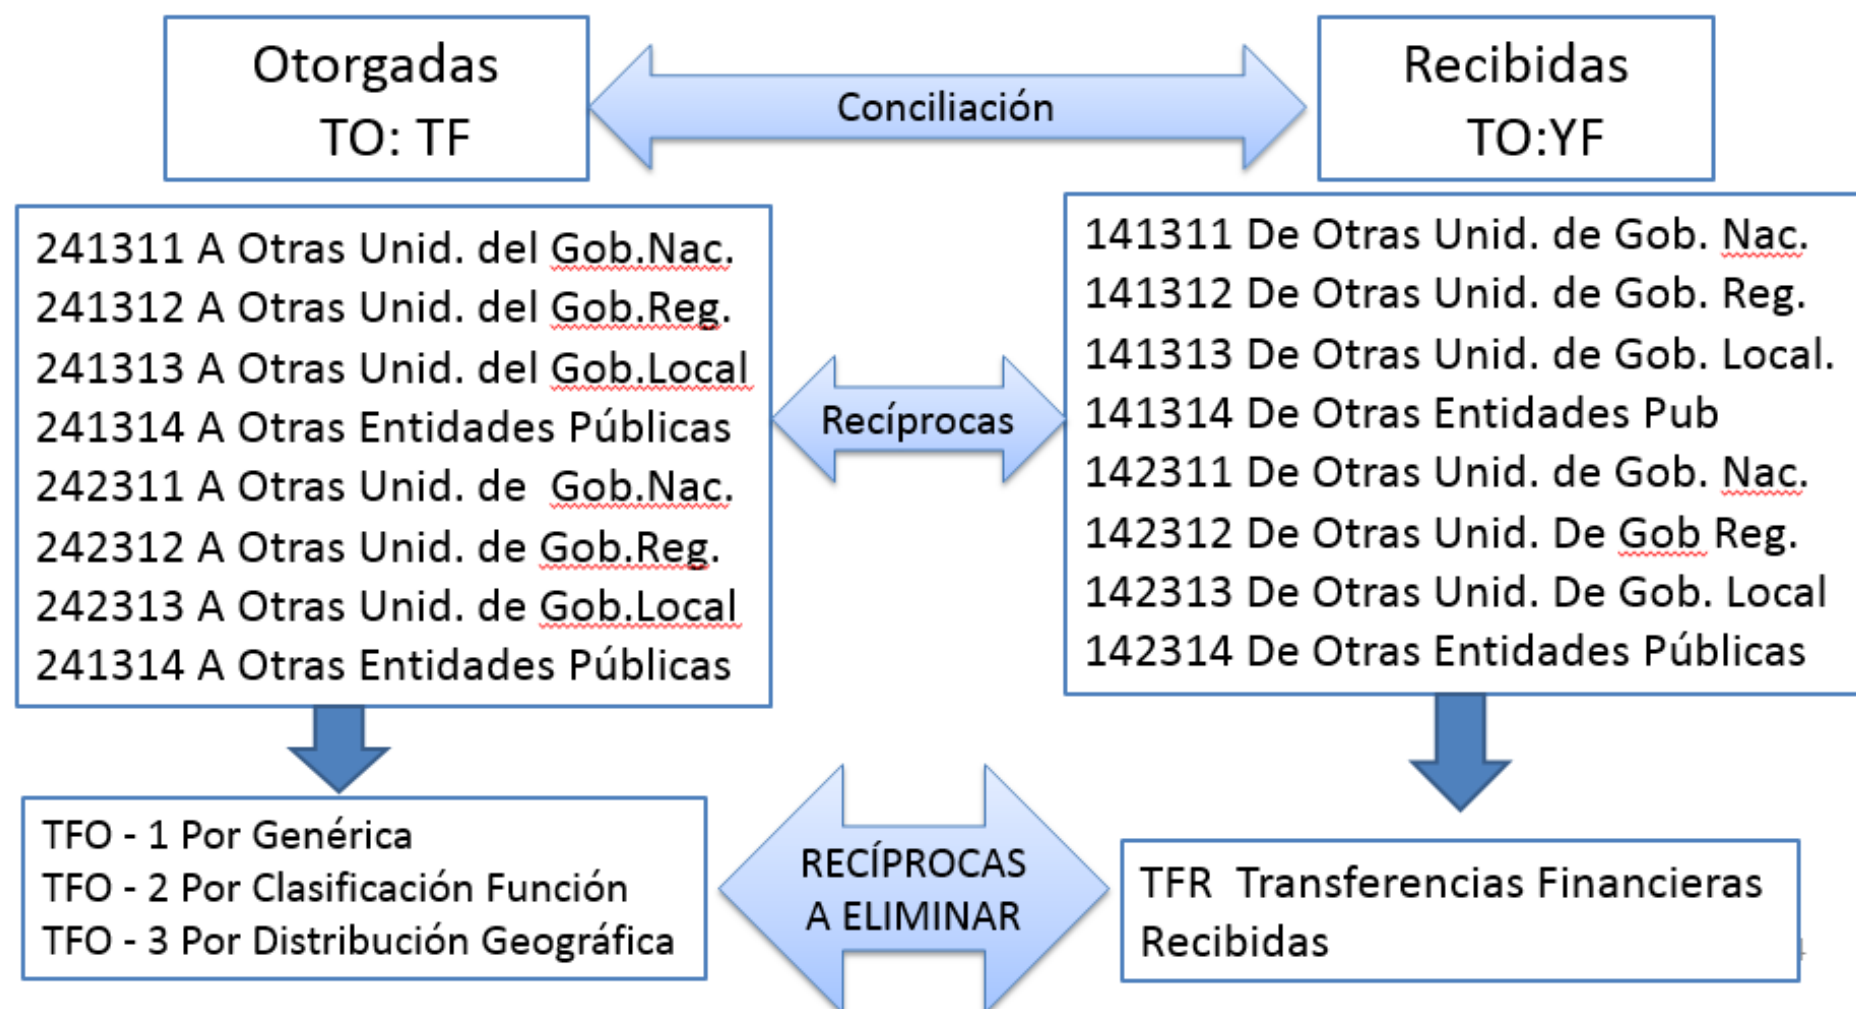 Otorgadas
TO: TF
Conciliación
Recibidas
TO:YF
241311 A Otras Unid. del Gob.Nac.
241312 A Otras Unid. del Gob.Reg.
241313 A Otras Unid. del Gob.Local
241314 A Otras Entidades Públicas
242311 A Otras Unid. de Gob.Nac.
242312 A Otras Unid. de Gob.Reg.
242313 A Otras Unid. de Gob.Local
241314 A Otras Entidades Públicas
Recíprocas
141311 De Otras Unid. de Gob. Nac.
141312 De Otras Unid. de Gob. Reg.
141313 De Otras Unid. de Gob. Local.
141314 De Otras Entidades Pub
142311 De Otras Unid. de Gob. Nac.
142312 De Otras Unid. De Gob Reg.
142313 De Otras Unid. De Gob. Local
142314 De Otras Entidades Públicas
TFO - 1 Por Genérica
TFO - 2 Por Clasificación Función
TFO - 3 Por Distribución Geográfica
RECÍPROCAS
A ELIMINAR
TFR Transferencias Financieras
Recibidas